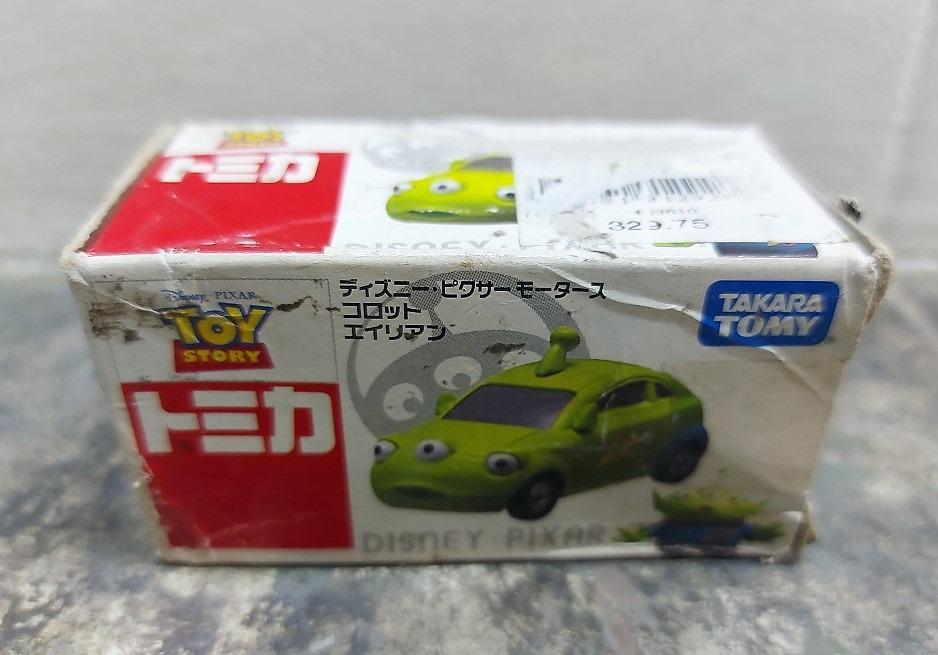 トミカ
329.75
DISNEY · PIXAR
Disney · PIXAR
TOY
STORY
トミカ
ディズニー・ピクサー モータース
コロット
エイリアン
TAKARA
TOMY
DISNEY · PIXAR